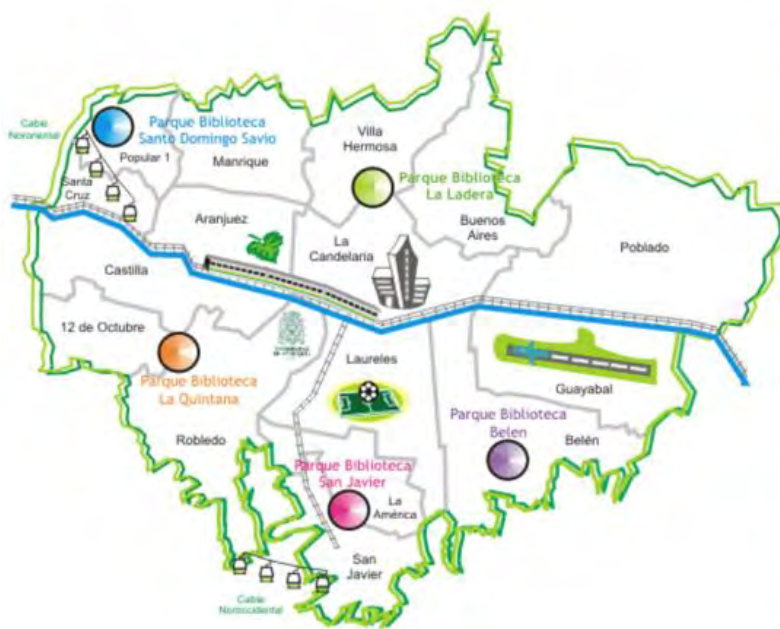 Cable
Nororiental
Parque Biblioteca
Santo Domingo Savio
Popular 1
Santa
Cruz
Manrique
Villa
Hermosa
Parque Biblioteca
La Ladera
Buenos
Aires
Poblado
Aranjuez
La
Candelaria
Castilla
12 de Octubre
Parque Biblioteca
La Quintana
Robledo
Laureles
Guayabal
Parque Biblioteca
Belen
Belén
Parque Biblioteca
San Javier
La
América
San
Javier
Cable
Noroccidental